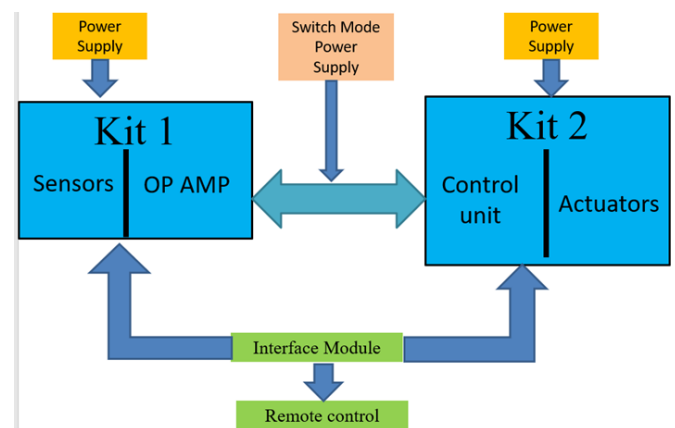 Power
Supply
Switch Mode
Power
Supply
Power
Supply
Kit 1
Sensors
OP AMP
Kit 2
Control
unit
Actuators
Interface Module
Remote control